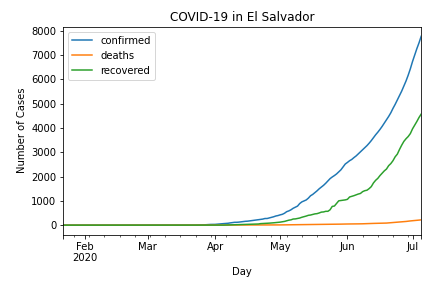 COVID-19 in El Salvador
confirmed
deaths
recovered
Number of Cases
8000
7000
6000
5000
4000
3000
2000
1000
0
Feb Mar Apr May Jun Jul
2020
Day